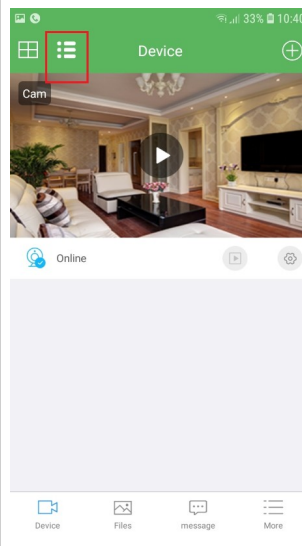 33% 10:40
Device
Cam
Online
Device Files message More